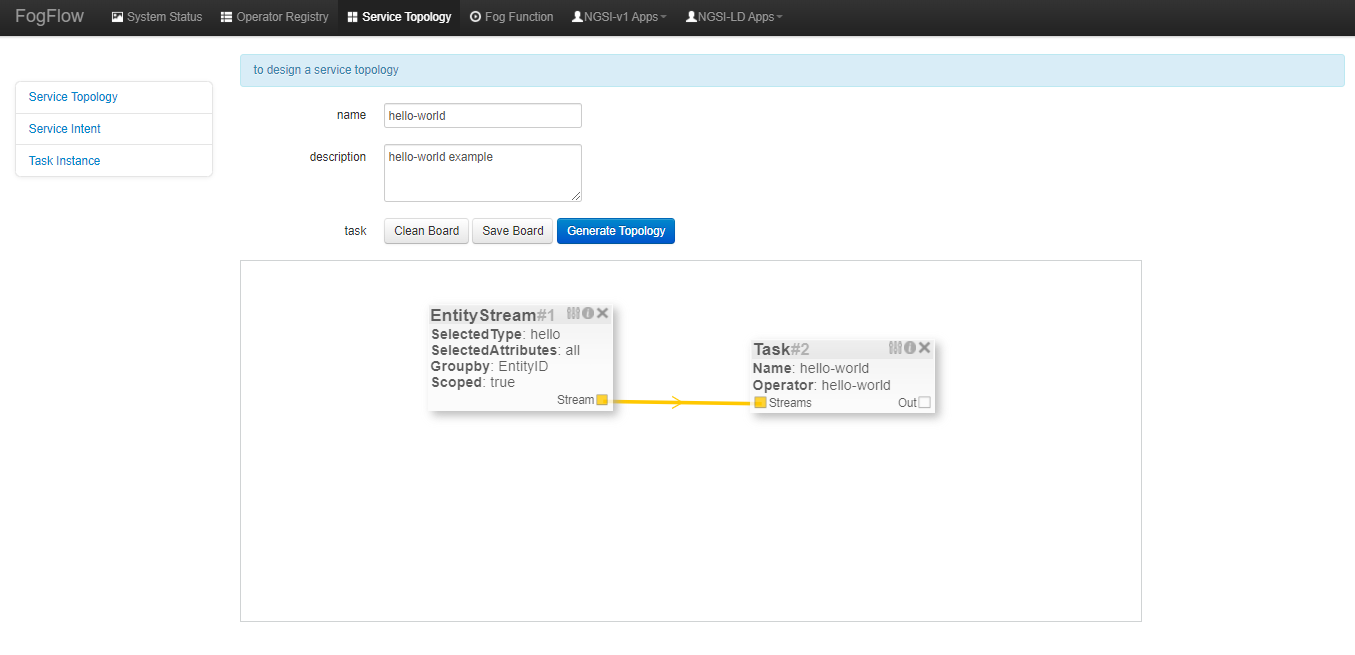 FogFlow System Status Operator Registry Service Topology Fog Function NGSI-v1 Apps NGSI-LD Apps
to design a service topology
Service Topology
Service Intent
Task Instance
name hello-world
description hello-world example
task Clean Board Save Board Generate Topology
EntityStream#1
SelectedType: hello
SelectedAttributes: all
Groupby: EntityID
Scoped: true
Stream
Task#2
Name: hello-world
Operator: hello-world
Streams Out